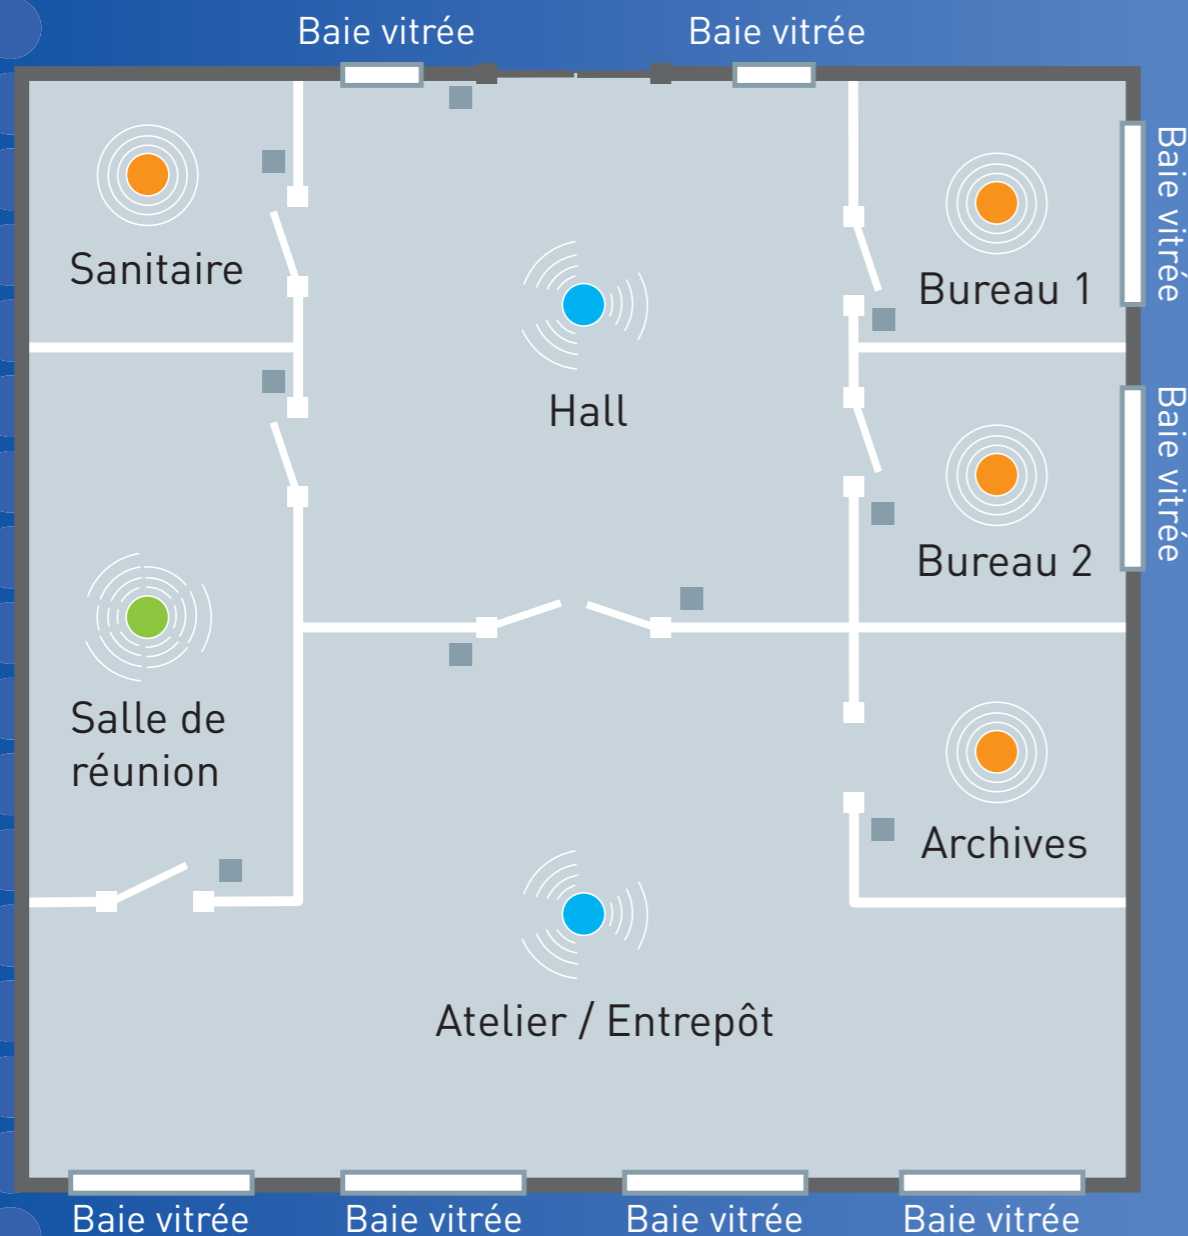 Baie vitrée
Baie vitrée
Baie vitrée
Sanitaire
Bureau 1
Hall
Baie vitrée
Bureau 2
Salle de
réunion
Archives
Atelier / Entrepôt
Baie vitrée
Baie vitrée
Baie vitrée
Baie vitrée